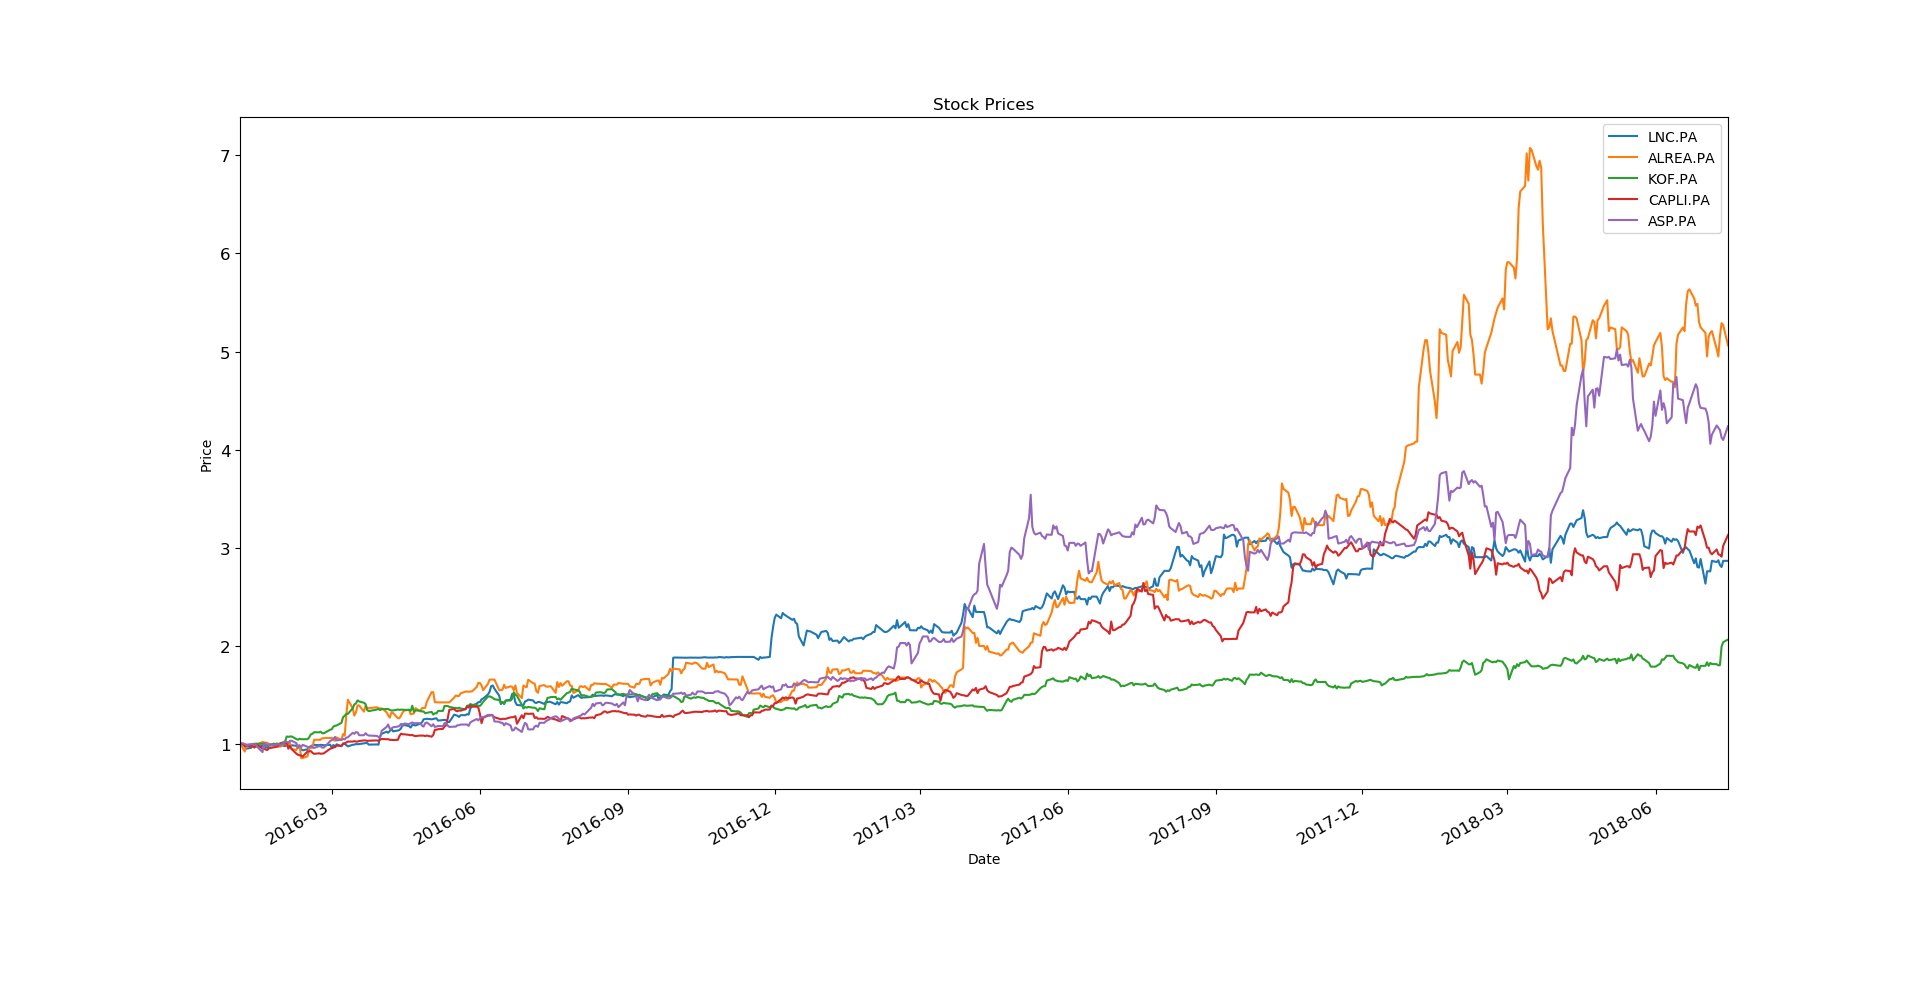 Stock Prices
LNC.PA
ALREA.PA
KOF.PA
CAPLI.PA
ASP.PA
7
6
5
4
3
2
1
Price
2016-03
2016-06
2016-09
2016-12
2017-03
2017-06
2017-09
2017-12
2018-03
2018-06
Date